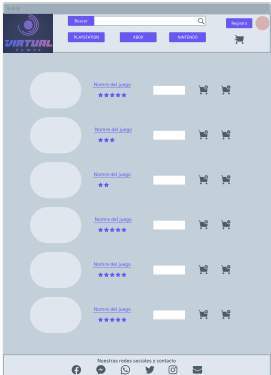 Buscar
Registro
PLAYSTATION XBOX NINTENDO
VIRTUAL
GAMES
Nombre del juego
Nombre del juego
Nombre del juego
Nombre del juego
Nombre del juego
Nombre del juego
Nuestras redes sociales y contacto